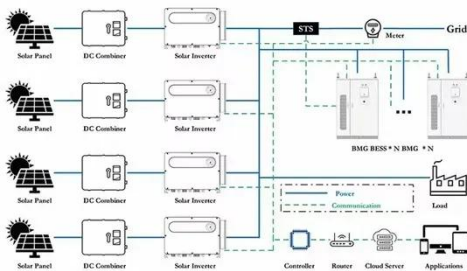 STS
Meter
Grid
Solar Panel DC Combiner Solar Inverter
Solar Panel DC Combiner Solar Inverter
BMG BESS * N BMG * N
Solar Panel DC Combiner Solar Inverter
Power
Communication
Load
Solar Panel DC Combiner Solar Inverter
Controller Router Cloud Server Applications